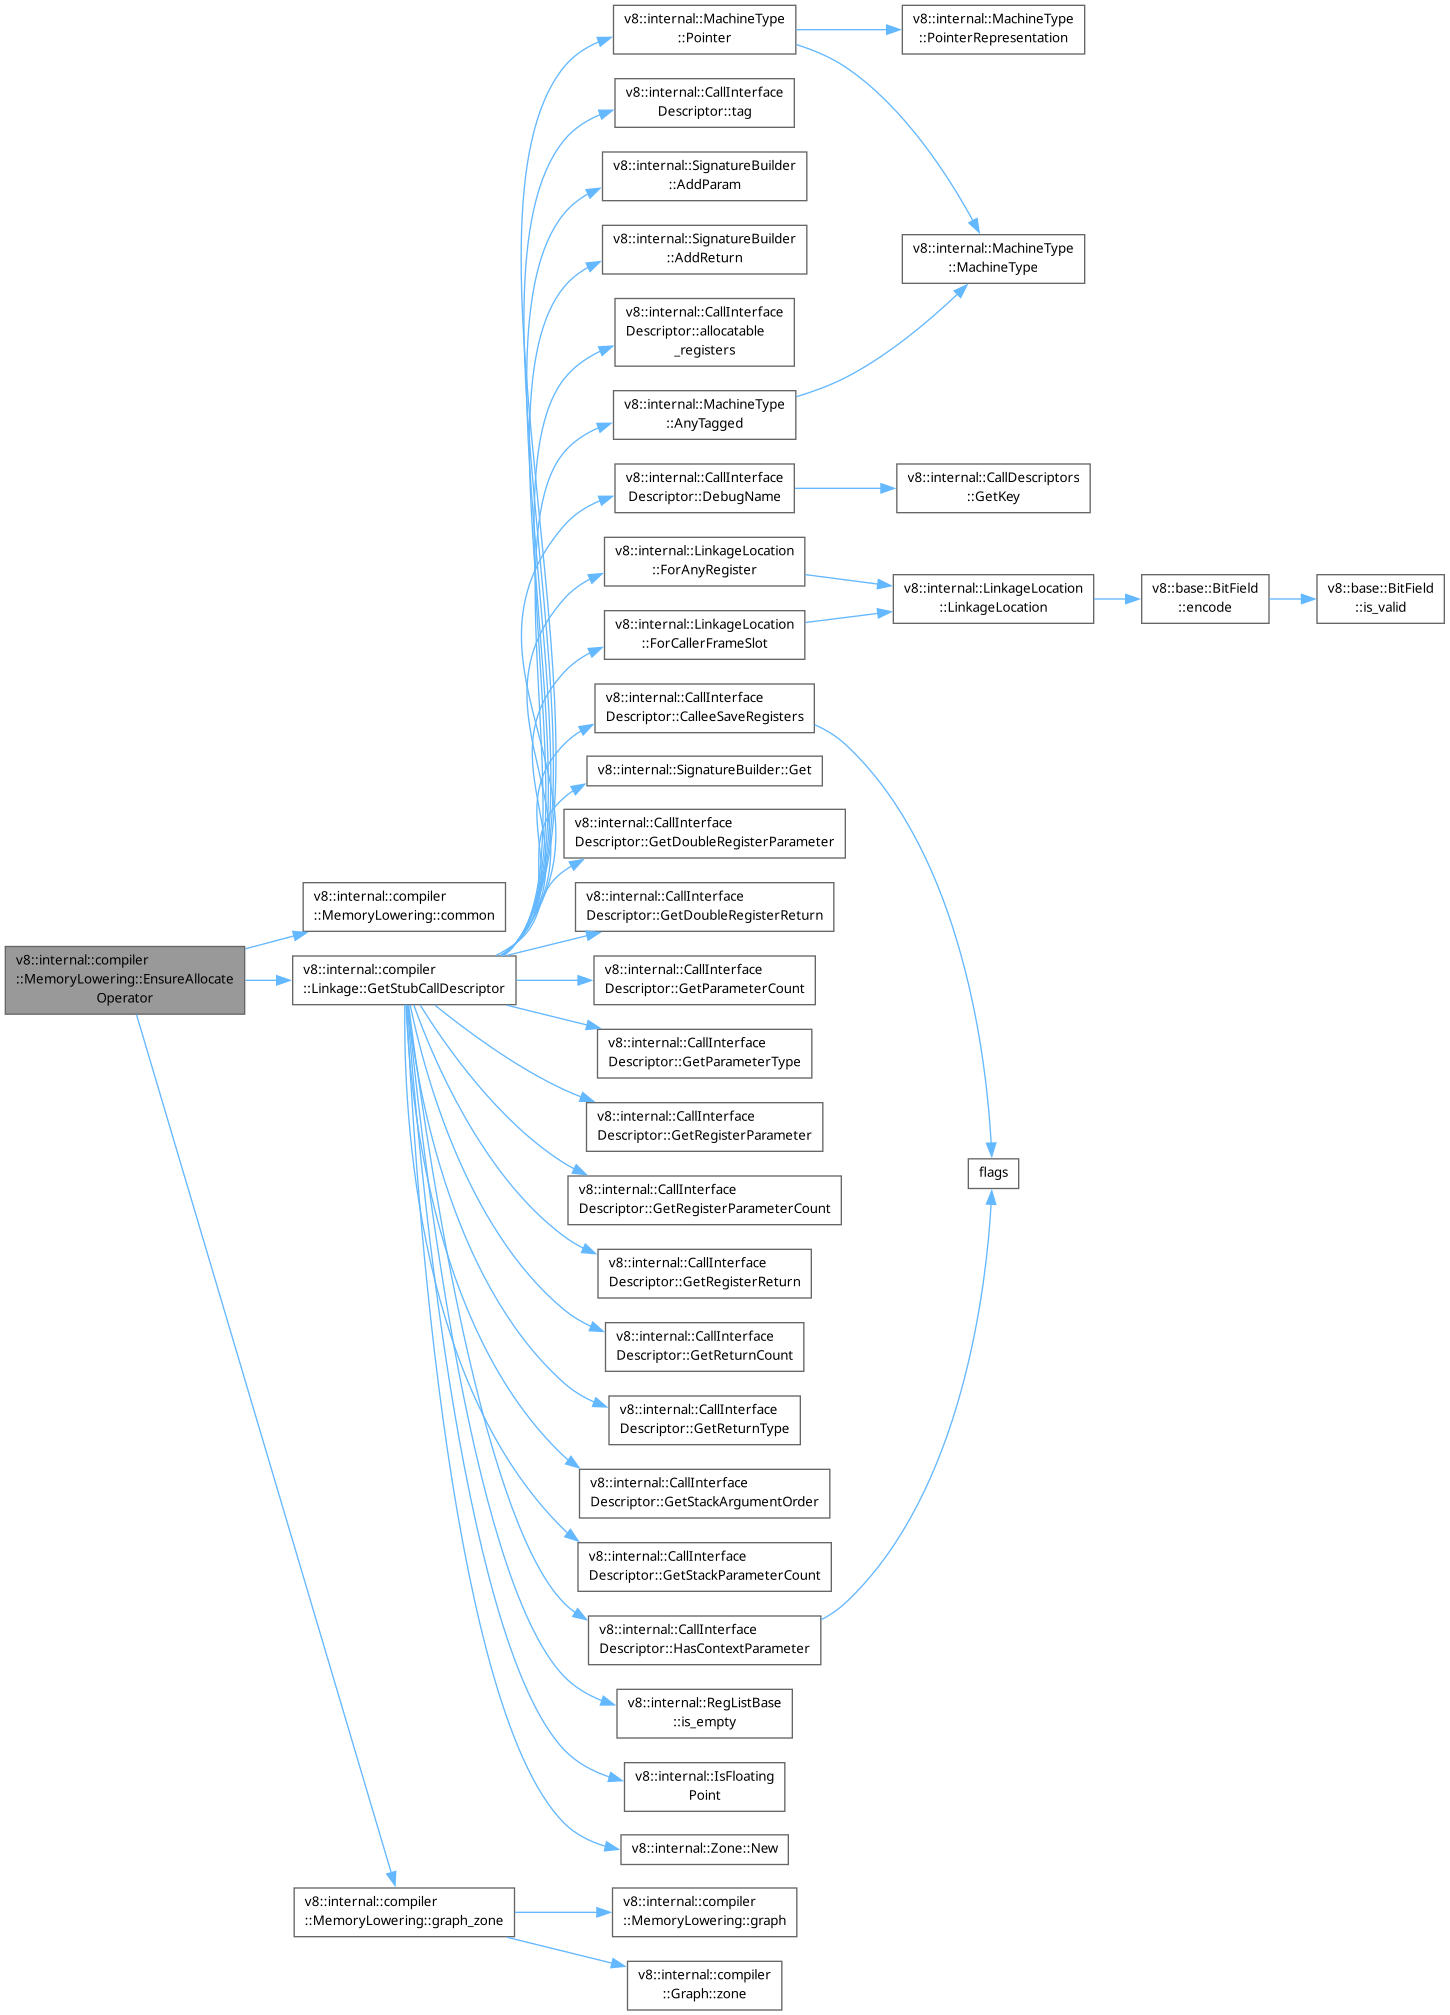 v8::internal::MachineType
::Pointer
v8::internal::MachineType
::PointerRepresentation
v8::internal::CallInterface
Descriptor::tag
v8::internal::SignatureBuilder
::AddParam
v8::internal::SignatureBuilder
::AddReturn
v8::internal::MachineType
::MachineType
v8::internal::CallInterface
Descriptor::allocatable
_registers
v8::internal::MachineType
::AnyTagged
v8::internal::CallInterface
Descriptor::DebugName
v8::internal::CallDescriptors
::GetKey
v8::internal::LinkageLocation
::ForAnyRegister
v8::internal::LinkageLocation
::LinkageLocation
v8::base::BitField
::encode
v8::base::BitField
::is_valid
v8::internal::LinkageLocation
::ForCallerFrameSlot
v8::internal::CallInterface
Descriptor::CalleeSaveRegisters
v8::internal::SignatureBuilder::Get
v8::internal::CallInterface
Descriptor::GetDoubleRegisterParameter
v8::internal::compiler
::MemoryLowering::common
v8::internal::CallInterface
Descriptor::GetDoubleRegisterReturn
v8::internal::compiler
::MemoryLowering::EnsureAllocate
Operator
v8::internal::compiler
::Linkage::GetStubCallDescriptor
v8::internal::CallInterface
Descriptor::GetParameterCount
v8::internal::CallInterface
Descriptor::GetParameterType
v8::internal::CallInterface
Descriptor::GetRegisterParameter
flags
v8::internal::CallInterface
Descriptor::GetRegisterParameterCount
v8::internal::CallInterface
Descriptor::GetRegisterReturn
v8::internal::CallInterface
Descriptor::GetReturnCount
v8::internal::CallInterface
Descriptor::GetReturnType
v8::internal::CallInterface
Descriptor::GetStackArgumentOrder
v8::internal::CallInterface
Descriptor::GetStackParameterCount
v8::internal::CallInterface
Descriptor::HasContextParameter
v8::internal::RegListBase
::is_empty
v8::internal::IsFloating
Point
v8::internal::Zone::New
v8::internal::compiler
::MemoryLowering::graph_zone
v8::internal::compiler
::MemoryLowering::graph
v8::internal::compiler
::Graph::zone